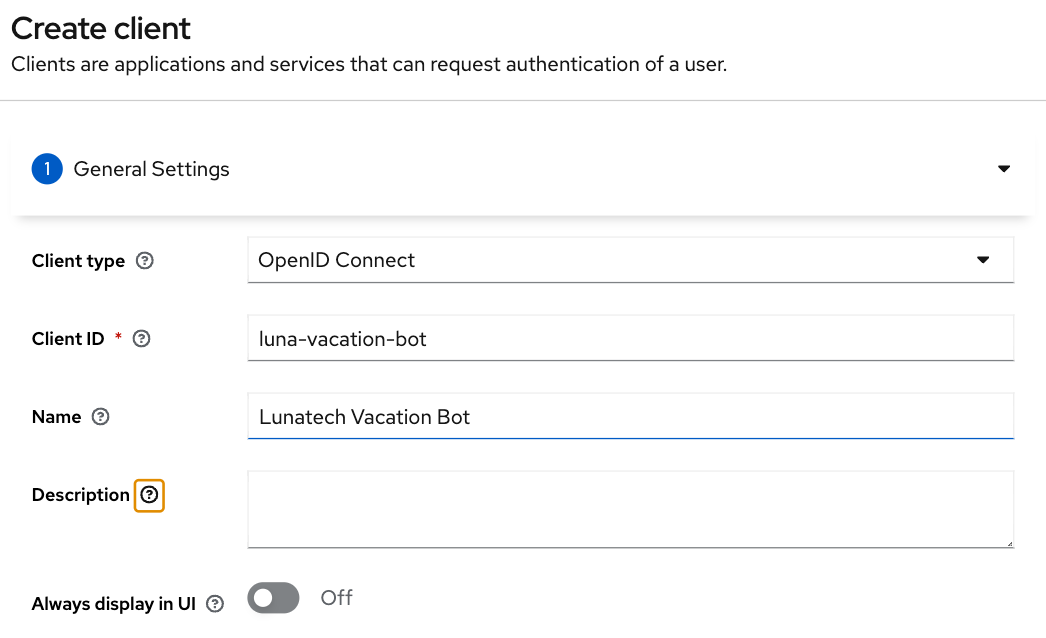 Create client
Clients are applications and services that can request authentication of a user.
1 General Settings
Client type ? OpenID Connect
Client ID * ? luna-vacation-bot
Name ? Lunatech Vacation Bot
Description ?
Always display in UI ? Off